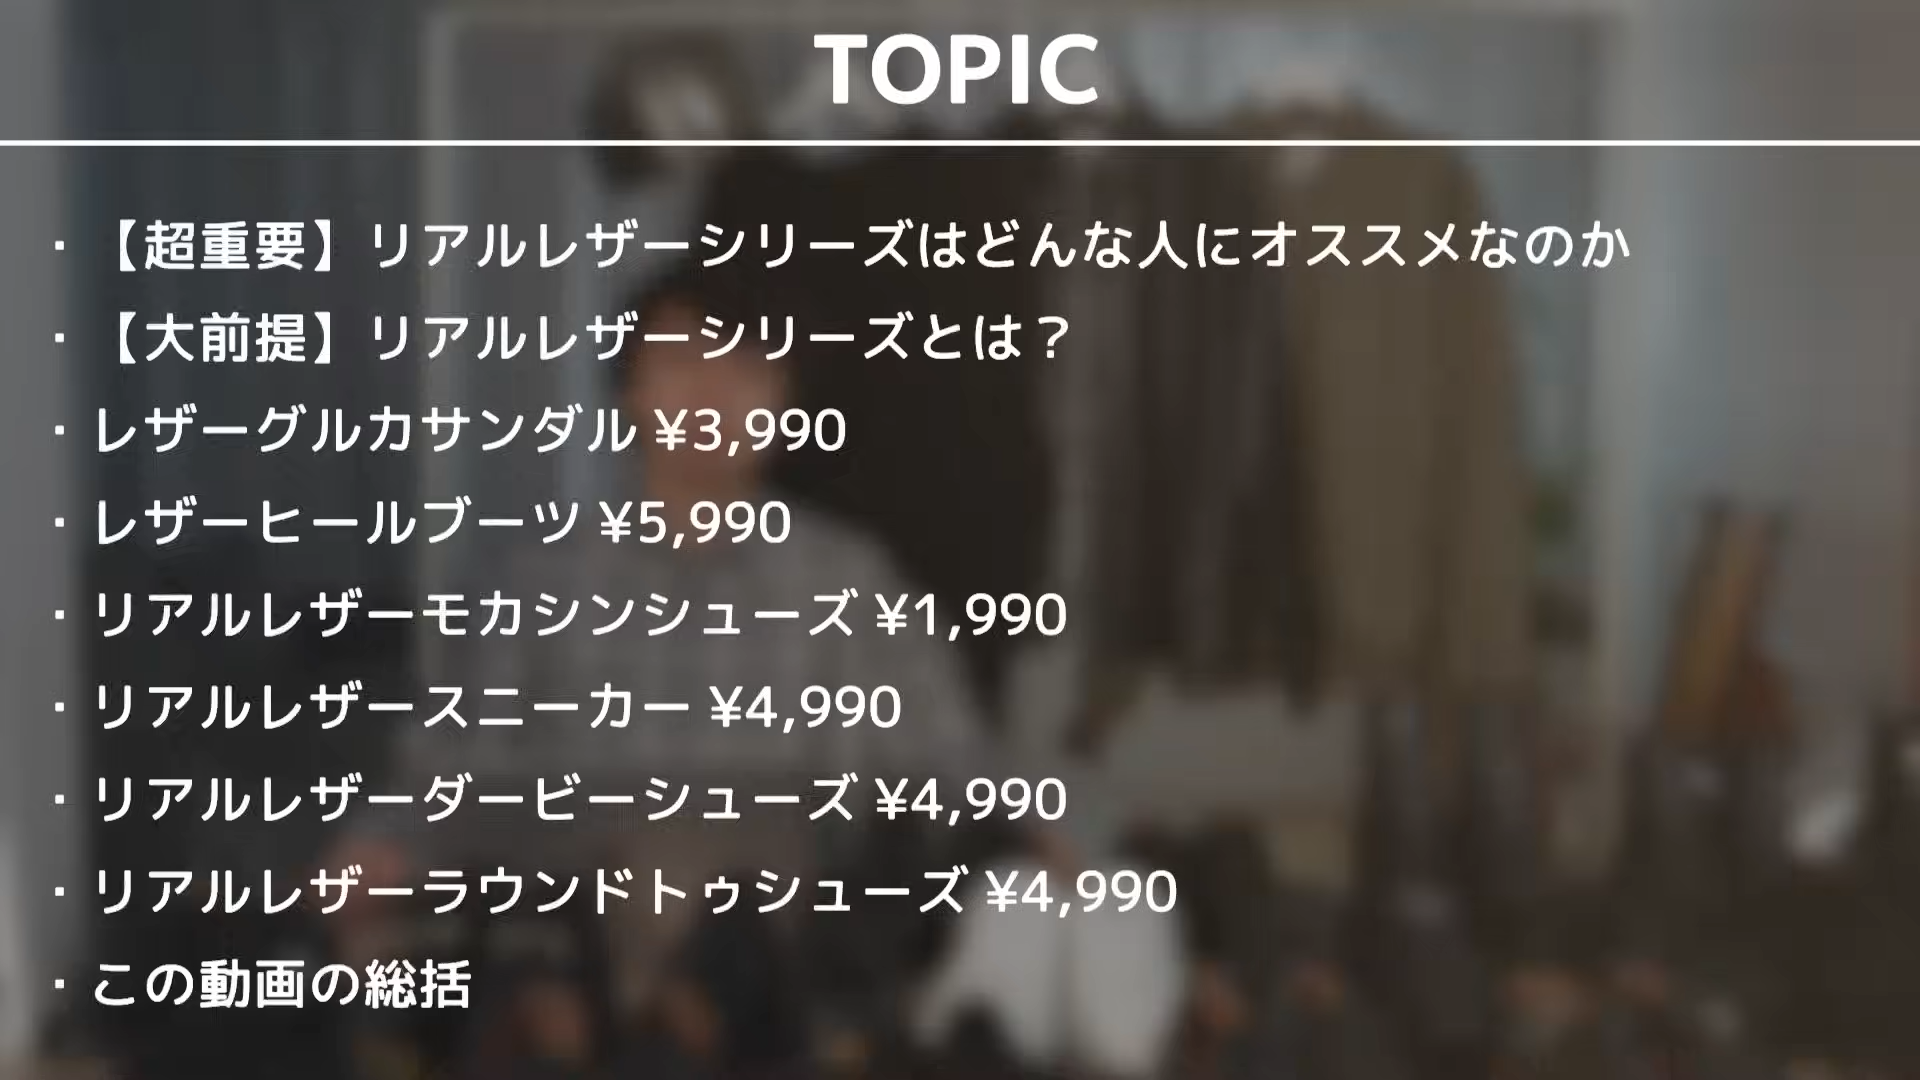 TOPIC
・【超重要】リアルレザーシリーズはどんな人にオススメなのか
・【大前提】リアルレザーシリーズとは？
・レザーグルカサンダル ¥3,990
・レザーヒールブーツ ¥5,990
・リアルレザーモカシンシューズ ¥1,990
・リアルレザースニーカー ¥4,990
・リアルレザーダービーシューズ ¥4,990
・リアルレザーラウンドトゥシューズ ¥4,990
・この動画の総括